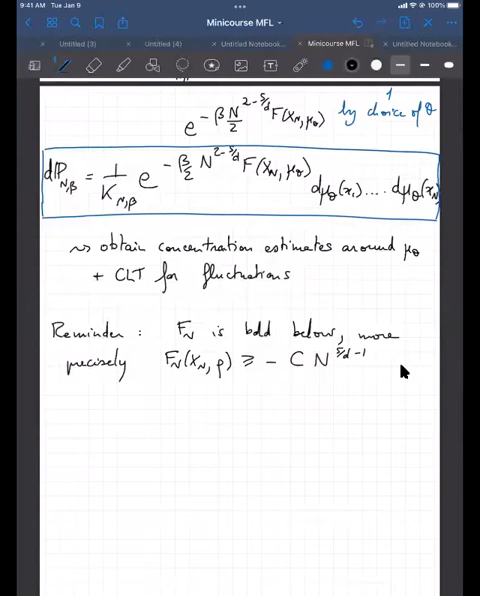 9:41 AM Tue Jan 9
100%
Minicourse MFL
Untitled (3)
Untitled (4)
Untitled Notebook...
Minicourse MFL
Untitled Notebook...
e^{-β N/2^{2-s/d} F(X_N, μ_θ)} by choice of θ
1
dP_{N,β} = 1/K_{N,β} e^{-β/2 N^{2-s/d} F(X_N, μ_θ)} dμ_θ(x_1) .... dμ_θ(x_N)
~> obtain concentration estimates around μ_θ
+ CLT for fluctuations
Reminder : F_N is bdd below, more
precisely F_N(X_N, ρ) ≥ - C N^{s/d-1}